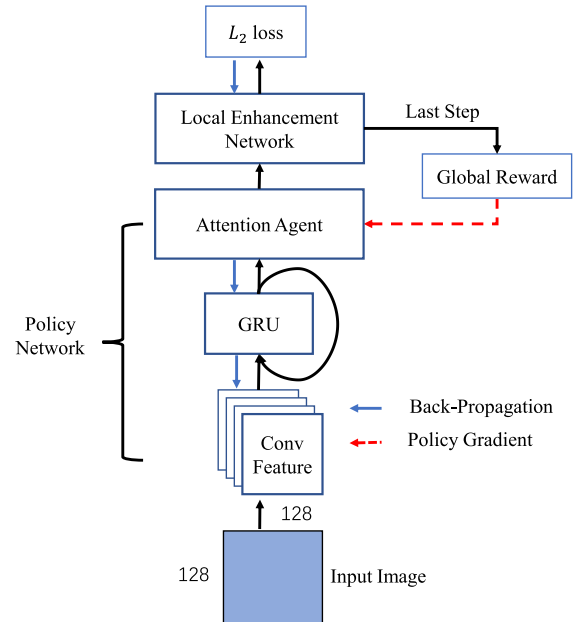 L₂ loss
Local Enhancement
Network
Last Step
Global Reward
Attention Agent
GRU
Policy
Network
Conv
Feature
Back-Propagation
Policy Gradient
128
128
Input Image